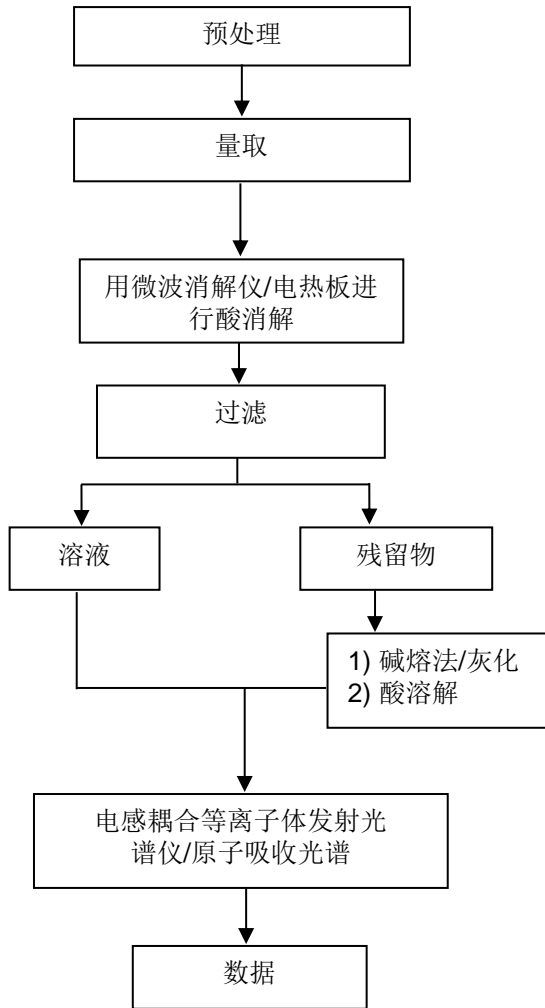 预处理
量取
用微波消解仪/电热板进
行酸消解
过滤
溶液
残留物
1) 碱熔法/灰化
2) 酸溶解
电感耦合等离子体发射光
谱仪/原子吸收光谱
数据